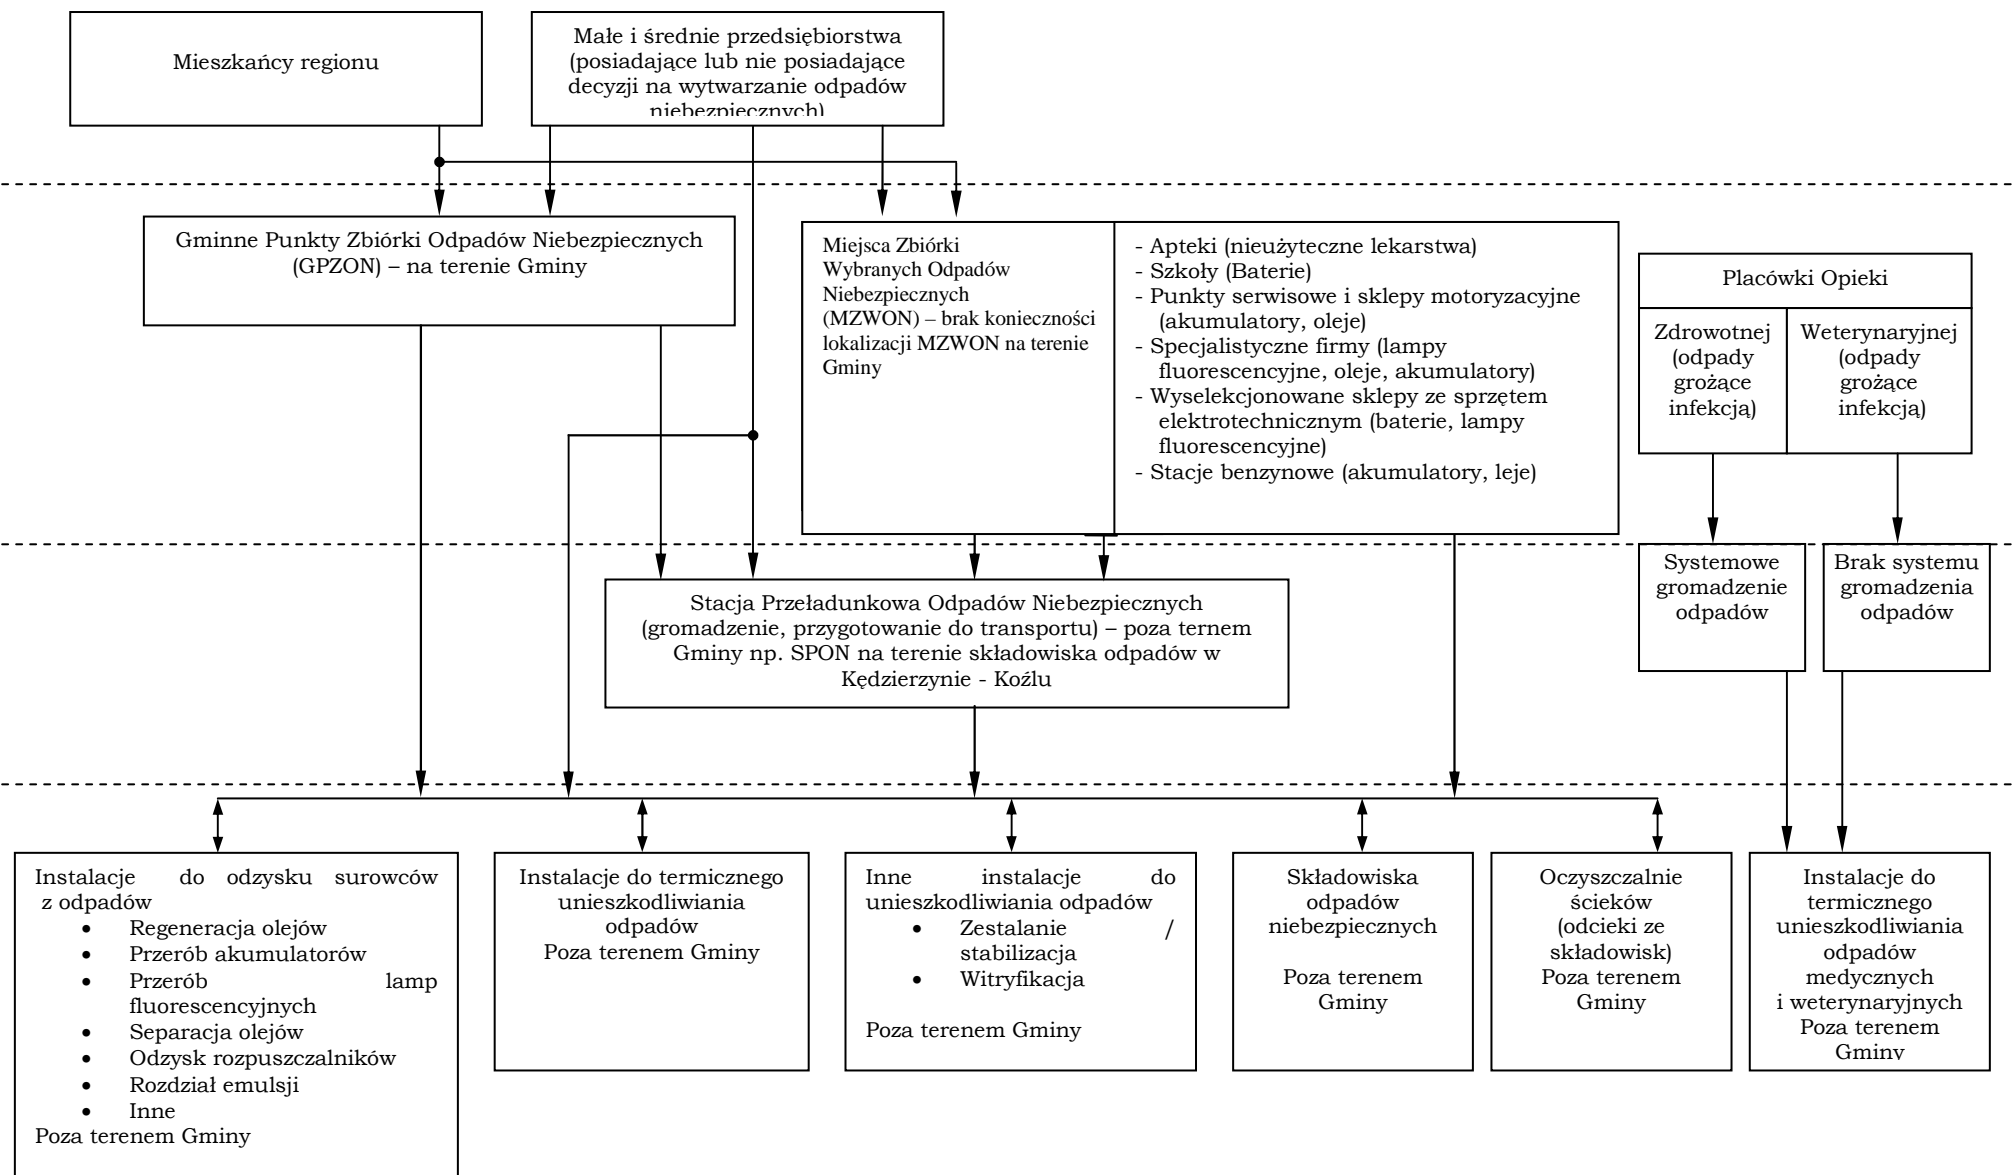 Mieszkańcy regionu
Małe i średnie przedsiębiorstwa
(posiadające lub nie posiadające
decyzji na wytwarzanie odpadów
niebezpiecznych)
Gminne Punkty Zbiórki Odpadów Niebezpiecznych
(GPZON) – na terenie Gminy
Miejsca Zbiórki
Wybranych Odpadów
Niebezpiecznych
(MZWON) – brak konieczności
lokalizacji MZWON na terenie
Gminy
- Apteki (nieużyteczne lekarstwa)
- Szkoły (Baterie)
- Punkty serwisowe i sklepy motoryzacyjne
(akumulatory, oleje)
- Specjalistyczne firmy (lampy
fluorescencyjne, oleje, akumulatory)
- Wyselekcjonowane sklepy ze sprzętem
elektrotechnicznym (baterie, lampy
fluorescencyjne)
- Stacje benzynowe (akumulatory, leje)
Placówki Opieki
Zdrowotnej
(odpady
grożące
infekcją)
Weterynaryjnej
(odpady
grożące
infekcją)
Stacja Przeładunkowa Odpadów Niebezpiecznych
(gromadzenie, przygotowanie do transportu) – poza ternem
Gminy np. SPON na terenie składowiska odpadów w
Kędzierzynie - Koźlu
Systemowe
gromadzenie
odpadów
Brak systemu
gromadzenia
odpadów
Instalacje do odzysku surowców
z odpadów
• Regeneracja olejów
• Przerób akumulatorów
• Przerób lamp
fluorescencyjnych
• Separacja olejów
• Odzysk rozpuszczalników
• Rozdział emulsji
• Inne
Poza terenem Gminy
Instalacje do termicznego
unieszkodliwiania
odpadów
Poza terenem Gminy
Inne instalacje do
unieszkodliwiania odpadów
• Zestalanie /
stabilizacja
• Witryfikacja
Poza terenem Gminy
Składowiska
odpadów
niebezpiecznych
Poza terenem
Gminy
Oczyszczalnie
ścieków
(odcieki ze
składowisk)
Poza terenem
Gminy
Instalacje do
termicznego
unieszkodliwiania
odpadów
medycznych
i weterynaryjnych
Poza terenem
Gminy